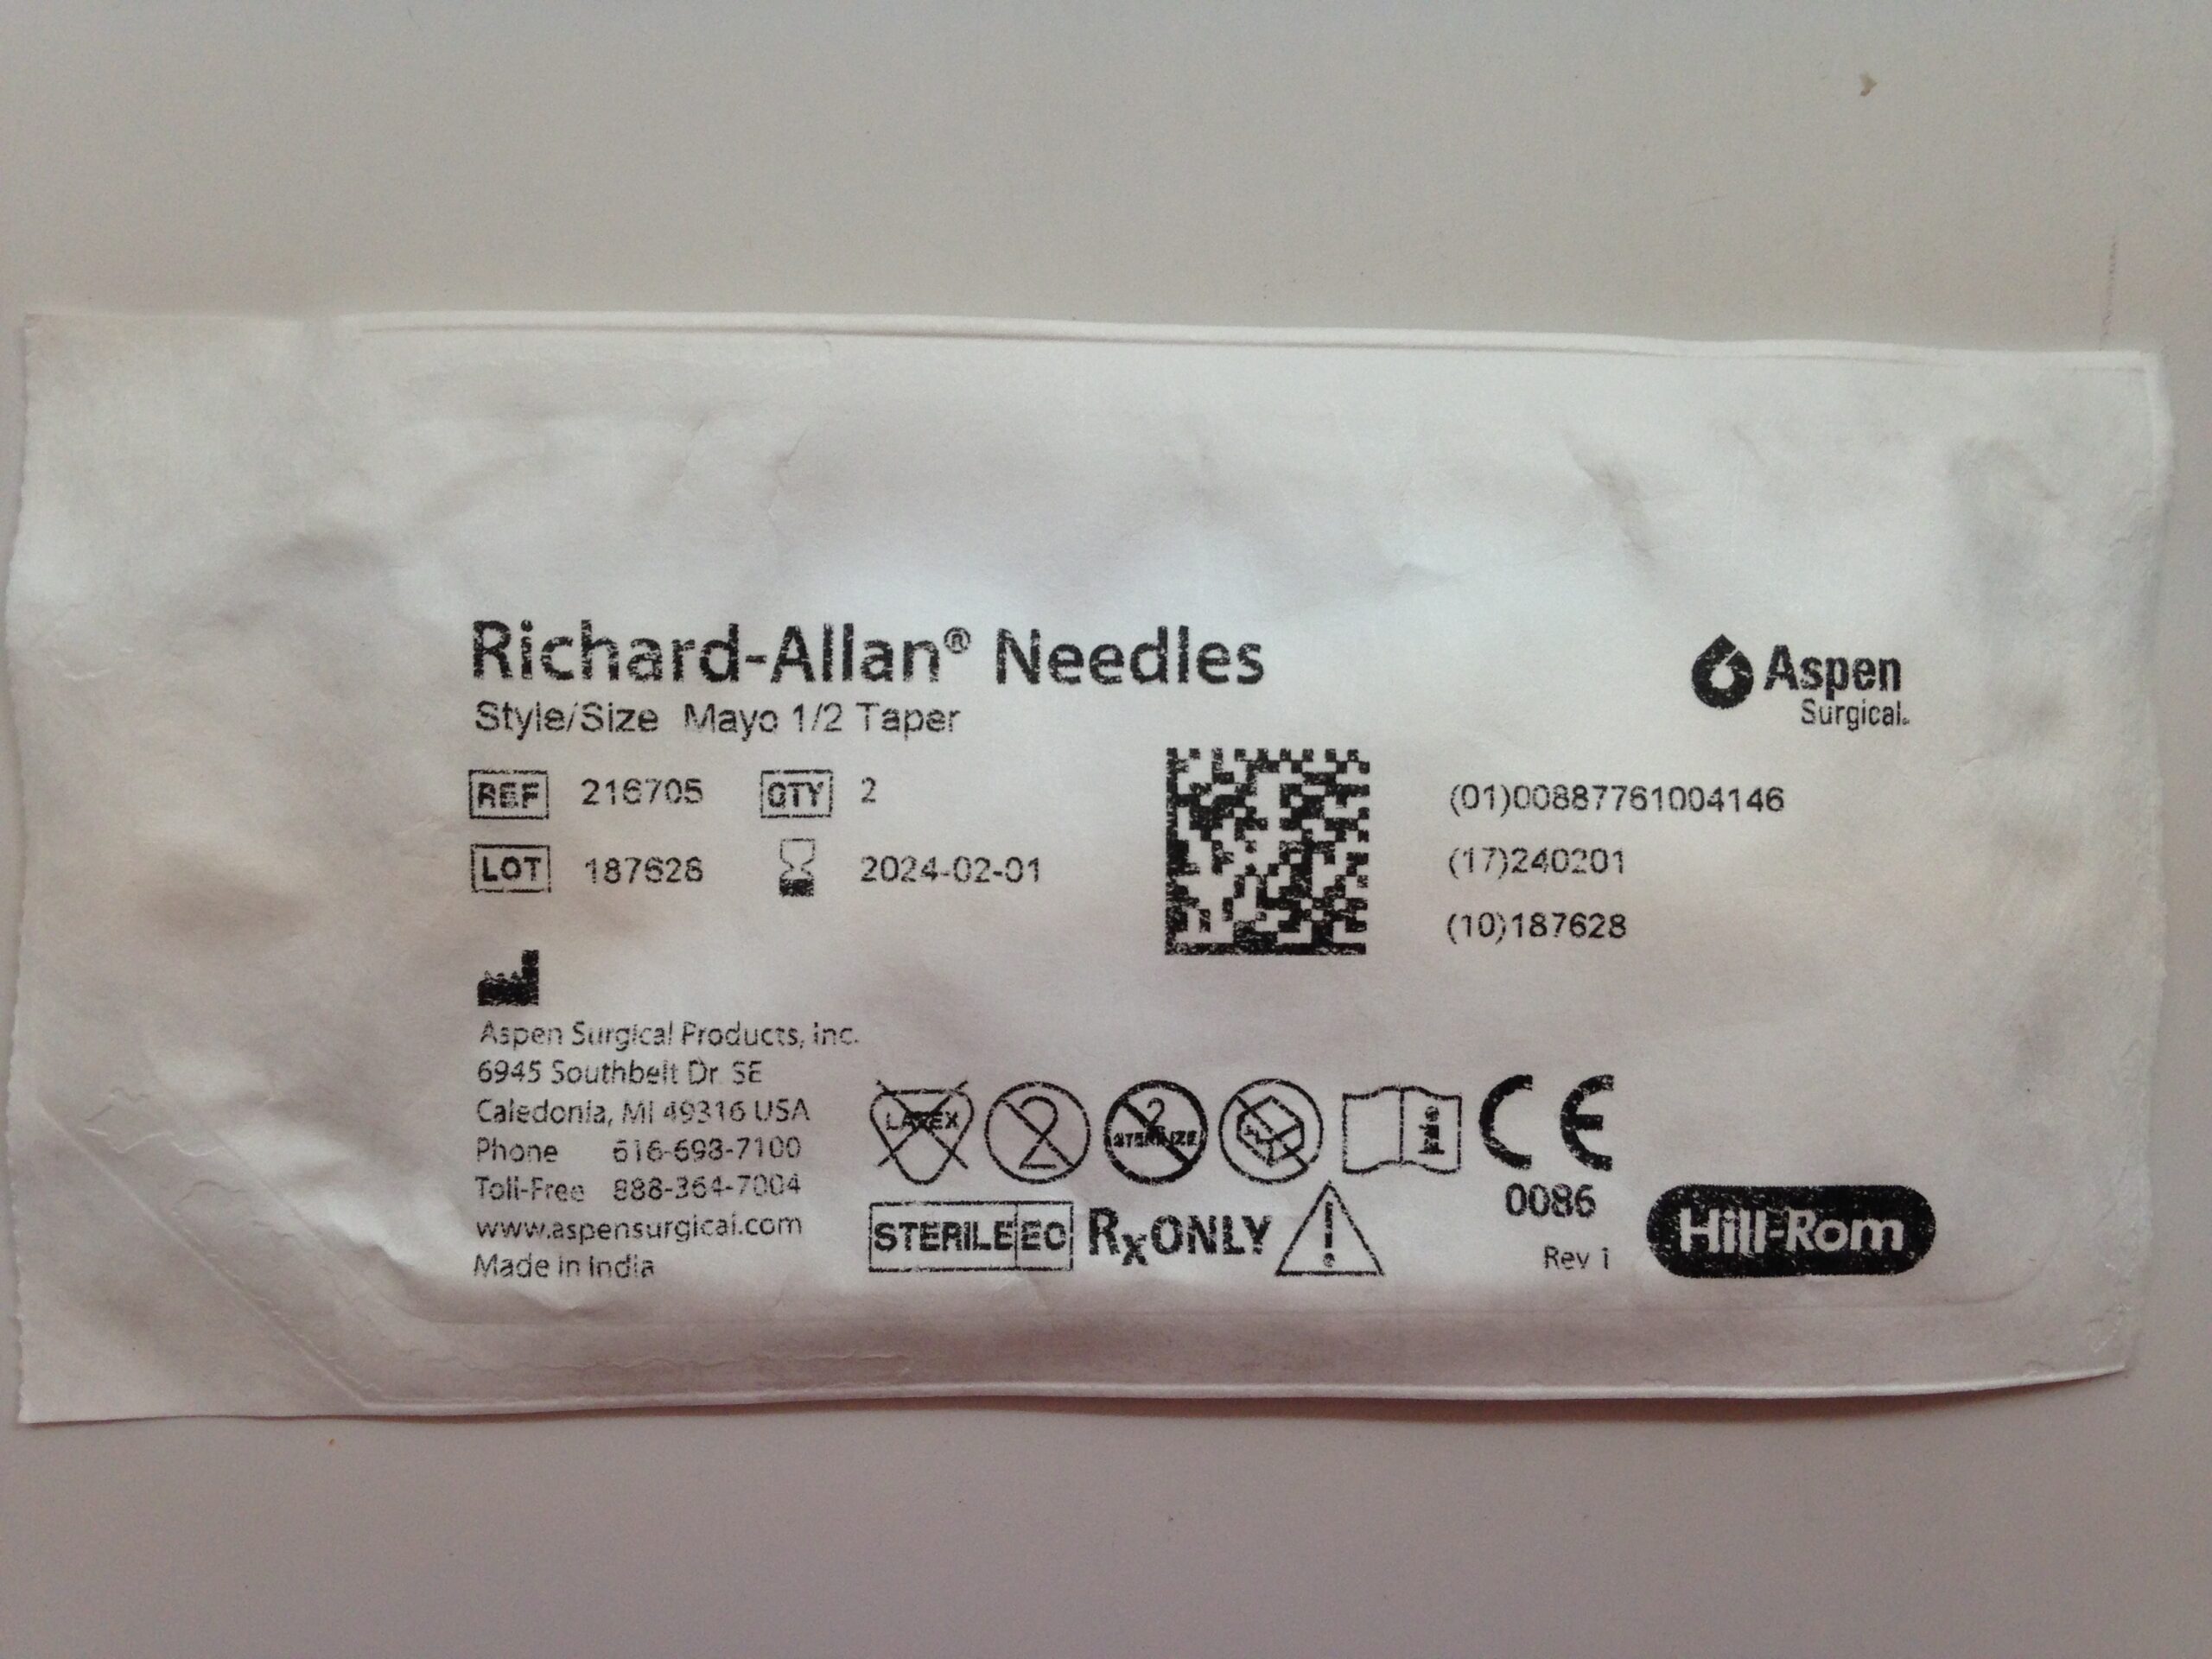 Richard-Allan® Needles
Aspen
Surgical.
Style/Size Mayo 1/2 Taper
REF 216705 QTY 2
LOT 187628 2024-02-01
(01)00887761004146
(17)240201
(10)187628
Aspen Surgical Products, Inc.
6945 Southbelt Dr. SE
Caledonia, MI 49316 USA
Phone 616-698-7100
Toll-Free 888-364-7004
www.aspensurgical.com
Made in India
LATEX
2
2
STERILIZE
i
CE
0086
STERILE EO
Rx ONLY
!
Rev 1
Hill-Rom